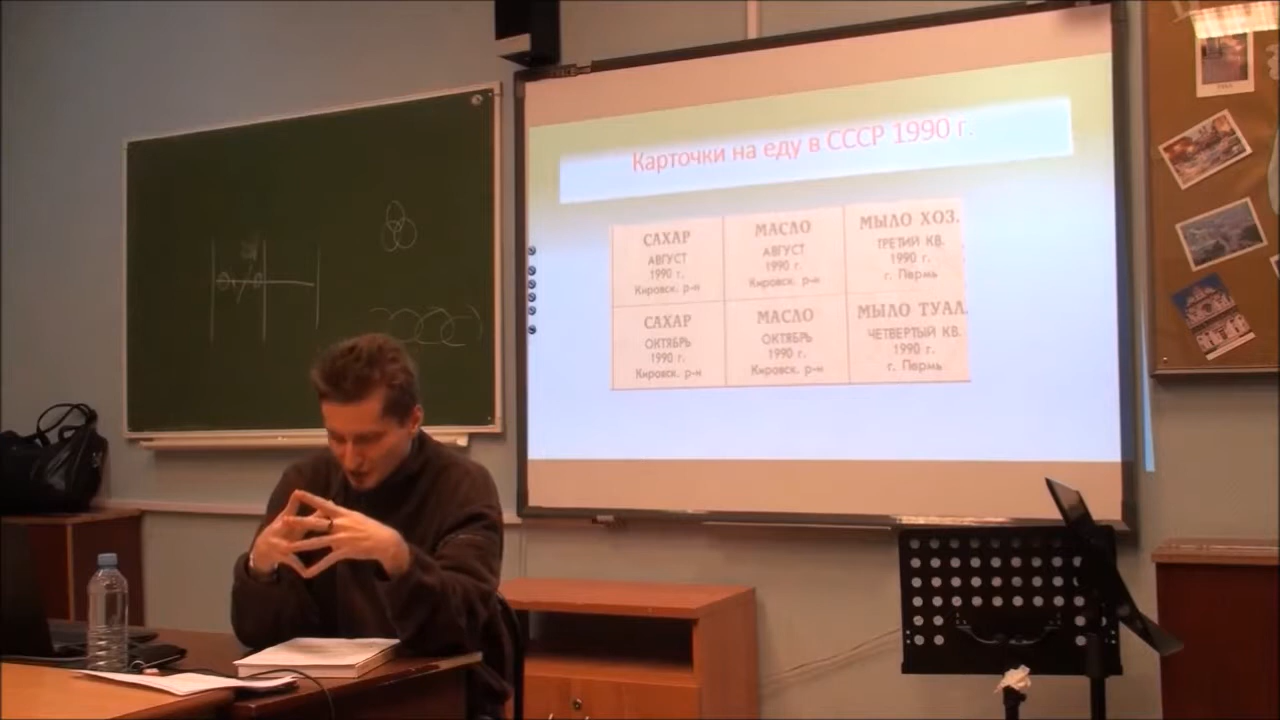 Карточки на еду в СССР 1990 г.
САХАР
АВГУСТ
1990 г.
Кировск. р-н
МАСЛО
АВГУСТ
1990 г.
Кировск. р-н
МЫЛО ХОЗ.
ТРЕТИЙ КВ.
1990 г.
г. Пермь
САХАР
ОКТЯБРЬ
1990 г.
Кировск. р-н
МАСЛО
ОКТЯБРЬ
1990 г.
Кировск. р-н
МЫЛО ТУАЛ.
ЧЕТВЕРТЫЙ КВ.
1990 г.
г. Пермь